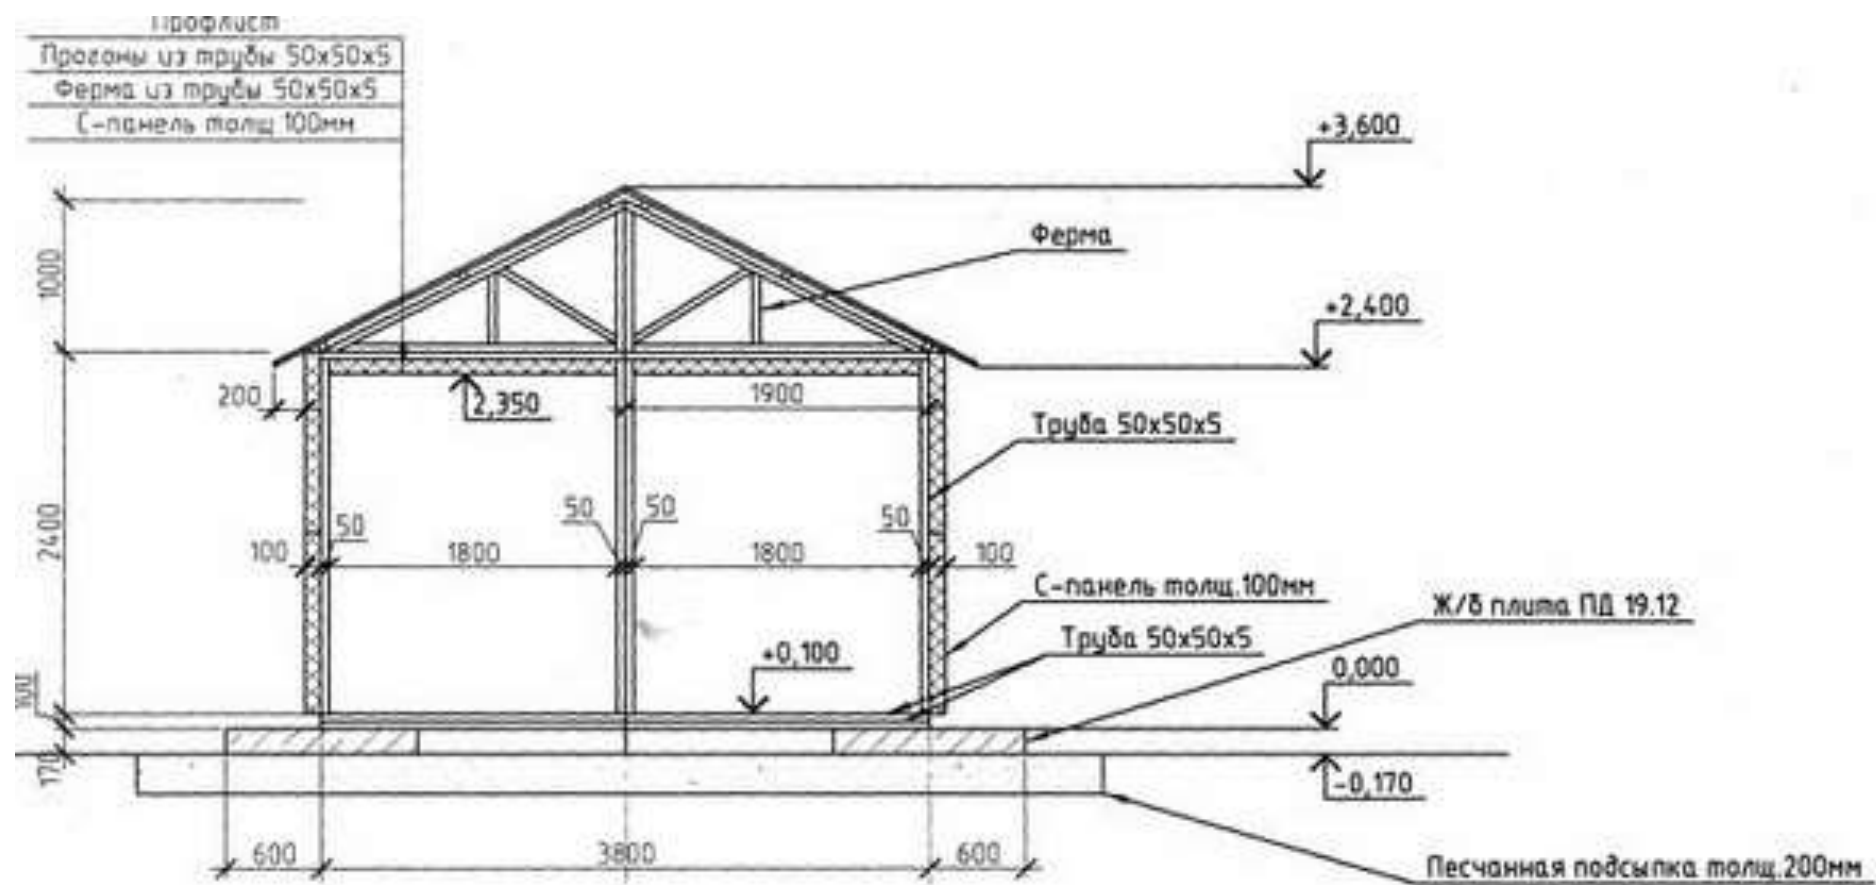 Профлист
Прогоны из трубы 50х50х5
Ферма из трубы 50х50х5
С-панель толщ 100мм
+3,600
Ферма
1000
+2,400
200
2,350
1900
Труба 50х50х5
2400
50
50
50
50
100
1800
1800
100
С-панель толщ.100мм
Ж/б плита ПД 19.12
Труба 50х50х5
+0,100
0,000
100
170
-0,170
600
3800
600
Песчанная подсыпка толщ.200мм